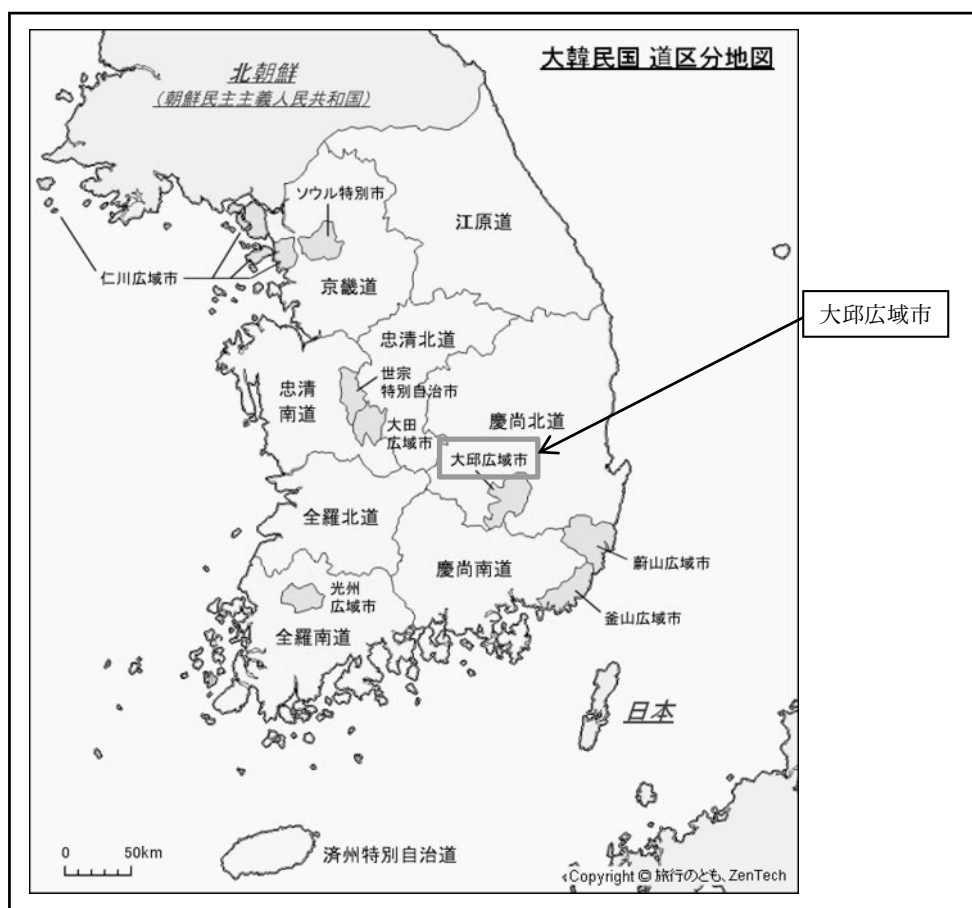 大韓民国 道区分地図
北朝鮮
(朝鮮民主主義人民共和国)
ソウル特別市
江原道
仁川広域市
京畿道
大邱広域市
忠清北道
忠清
南道
世宗
特別自治市
慶尚北道
大田
広域市
大邱広域市
全羅北道
慶尚南道
蔚山広域市
光州
広域市
釜山広域市
全羅南道
日本
済州特別自治道
0 50km
Copyright © 旅行のとも、ZenTech